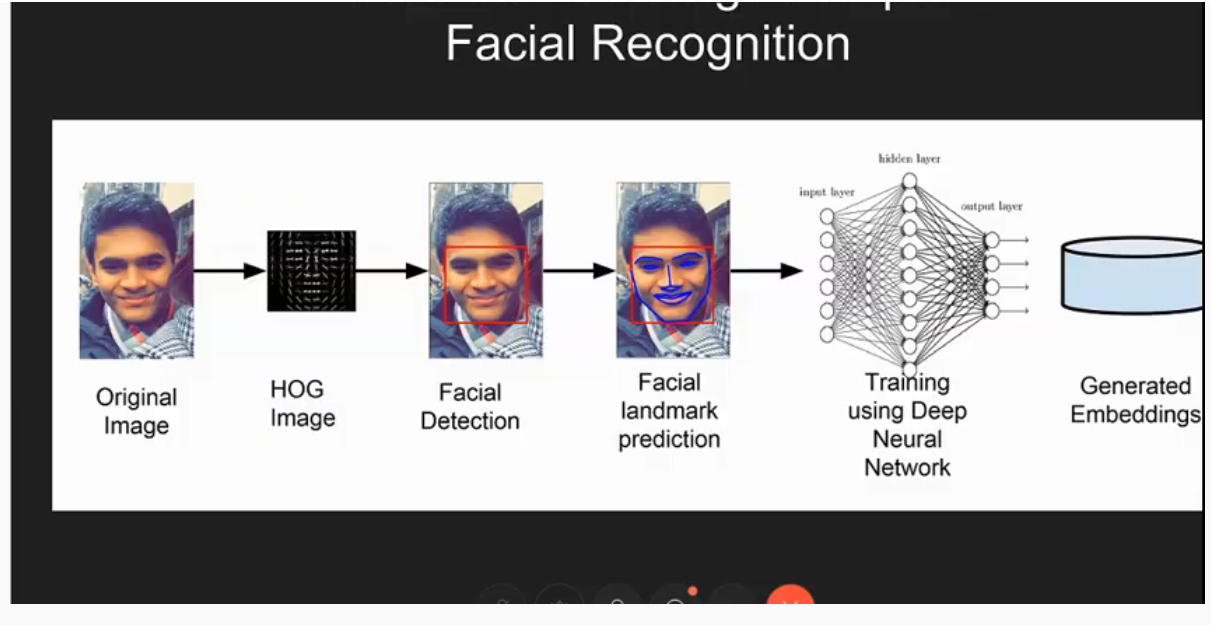 Facial Recognition
hidden layer
input layer
output layer
Original
Image
HOG
Image
Facial
Detection
Facial
landmark
prediction
Training
using Deep
Neural
Network
Generated
Embeddings